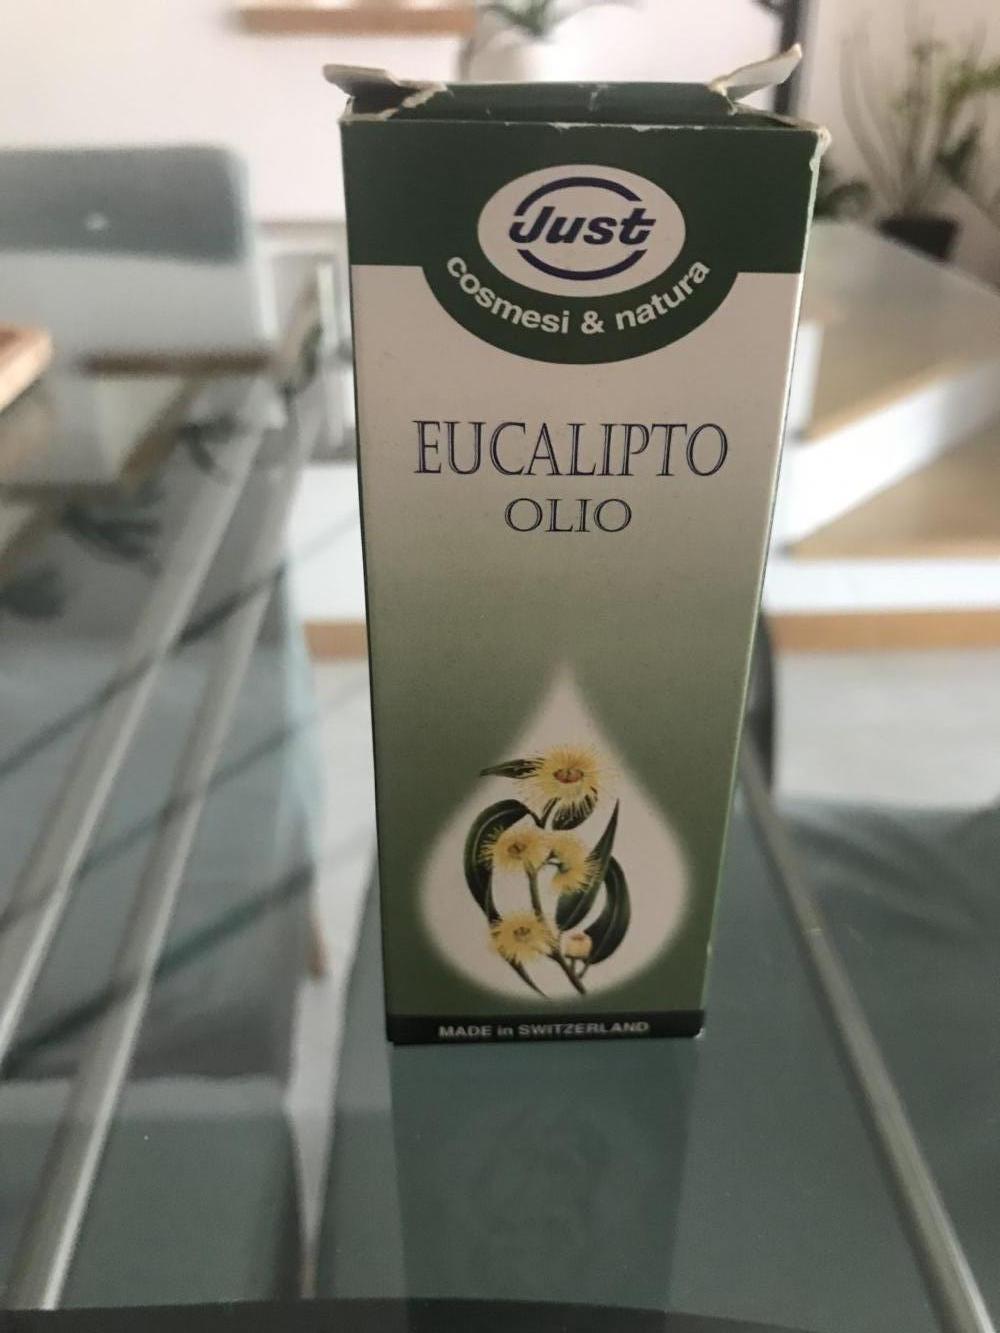 Just
cosmesi & natura
EUCALIPTO
OLIO
MADE in SWITZERLAND